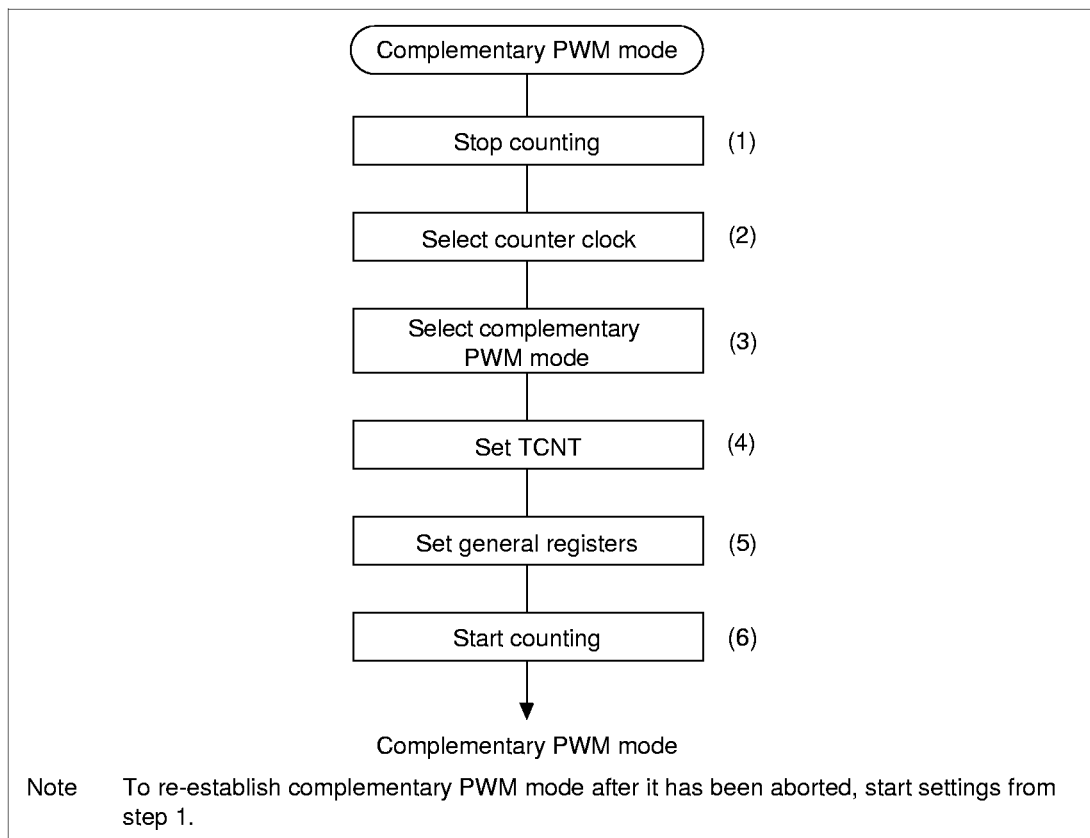 Complementary PWM mode
Stop counting (1)
Select counter clock (2)
Select complementary
PWM mode (3)
Set TCNT (4)
Set general registers (5)
Start counting (6)
Complementary PWM mode
Note To re-establish complementary PWM mode after it has been aborted, start settings from
step 1.